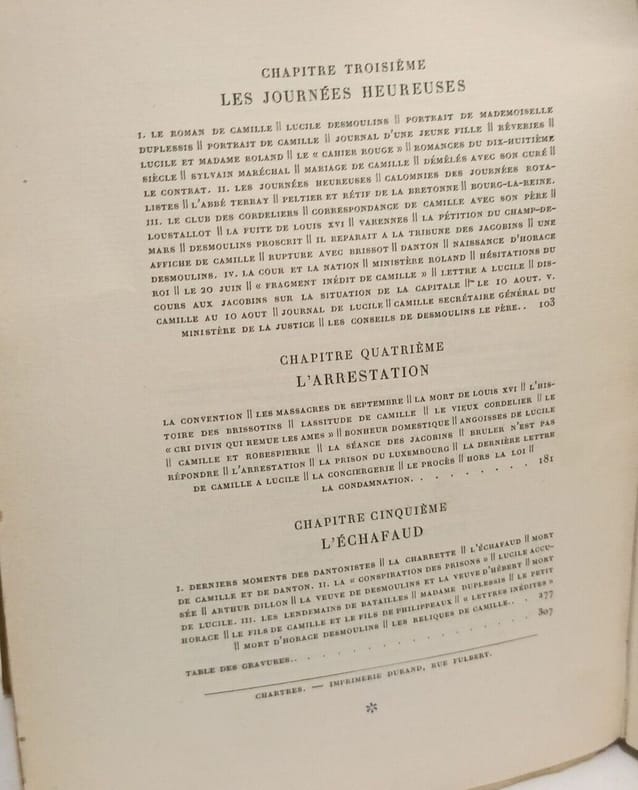 CHAPITRE TROISIÈME
LES JOURNÉES HEUREUSES
I. LE ROMAN DE CAMILLE || LUCILE DESMOULINS || PORTRAIT DE MADEMOISELLE
DUPLESSIS || PORTRAIT DE CAMILLE || JOURNAL D'UNE JEUNE FILLE || RÊVERIES ||
LUCILE ET MADAME ROLAND || LE « CAHIER ROUGE » || ROMANCES DU DIX-HUITIÈME
SIÈCLE || SYLVAIN MARÉCHAL || MARIAGE DE CAMILLE || DÉMÊLÉS AVEC SON CURÉ ||
LE CONTRAT. II. LES JOURNÉES HEUREUSES || CALOMNIES DES JOURNÉES ROYA-
LISTES || L'ABBÉ TERRAY || PELTIER ET RÉTIF DE LA BRETONNE || BOURG-LA-REINE.
III. LE CLUB DES CORDELIERS || CORRESPONDANCE DE CAMILLE AVEC SON PÈRE ||
LOUSTALLOT || LA FUITE DE LOUIS XVI || VARENNES || LA PÉTITION DU CHAMP-DE-
MARS || DESMOULINS PROSCRIT || IL REPARAIT A LA TRIBUNE DES JACOBINS || UNE
AFFICHE DE CAMILLE || RUPTURE AVEC BRISSOT || DANTON || NAISSANCE D'HORACE
DESMOULINS. IV. LA COUR ET LA NATION || MINISTÈRE ROLAND || HÉSITATIONS DU
ROI || LE 20 JUIN || « FRAGMENT INÉDIT DE CAMILLE » || LETTRE A LUCILE || DIS-
COURS AUX JACOBINS SUR LA SITUATION DE LA CAPITALE || LE 10 AOUT. V.
CAMILLE AU 10 AOUT || JOURNAL DE LUCILE || CAMILLE SECRÉTAIRE GÉNÉRAL DU
MINISTÈRE DE LA JUSTICE || LES CONSEILS DE DESMOULINS LE PÈRE.. 103
CHAPITRE QUATRIÈME
L'ARRESTATION
LA CONVENTION || LES MASSACRES DE SEPTEMBRE || LA MORT DE LOUIS XVI || L'HIS-
TOIRE DES BRISSOTINS || LASSITUDE DE CAMILLE || LE VIEUX CORDELIER || LE
« CRI DIVIN QUI REMUE LES AMES » || BONHEUR DOMESTIQUE || ANGOISSES DE LUCILE
|| CAMILLE ET ROBESPIERRE || LA SÉANCE DES JACOBINS || BRULER N'EST PAS
RÉPONDRE || L'ARRESTATION || LA PRISON DU LUXEMBOURG || LA DERNIÈRE LETTRE
DE CAMILLE A LUCILE || LA CONCIERGERIE || LE PROCÈS || HORS LA LOI ||
LA CONDAMNATION. . . . . . . . . 181
CHAPITRE CINQUIÈME
L'ÉCHAFAUD
I. DERNIERS MOMENTS DES DANTONISTES || LA CHARRETTE || L'ÉCHAFAUD || MORT
DE CAMILLE ET DE DANTON. II. LA « CONSPIRATION DES PRISONS » || LUCILE ACCU-
SÉE || ARTHUR DILLON || LA VEUVE DE DESMOULINS ET LA VEUVE D'HÉBERT || MORT
DE LUCILE. III. LES LENDEMAINS DE BATAILLES || MADAME DUPLESSIS || LE PETIT
HORACE || LE FILS DE CAMILLE ET LE FILS DE PHILIPPEAUX || « LETTRES INÉDITES »
|| MORT D'HORACE DESMOULINS || LES RELIQUES DE CAMILLE.. . 277
TABLE DES GRAVURES.. . . . . . . . . . . . . 307
CHARTRES. — IMPRIMERIE DURAND, RUE FULBERT.